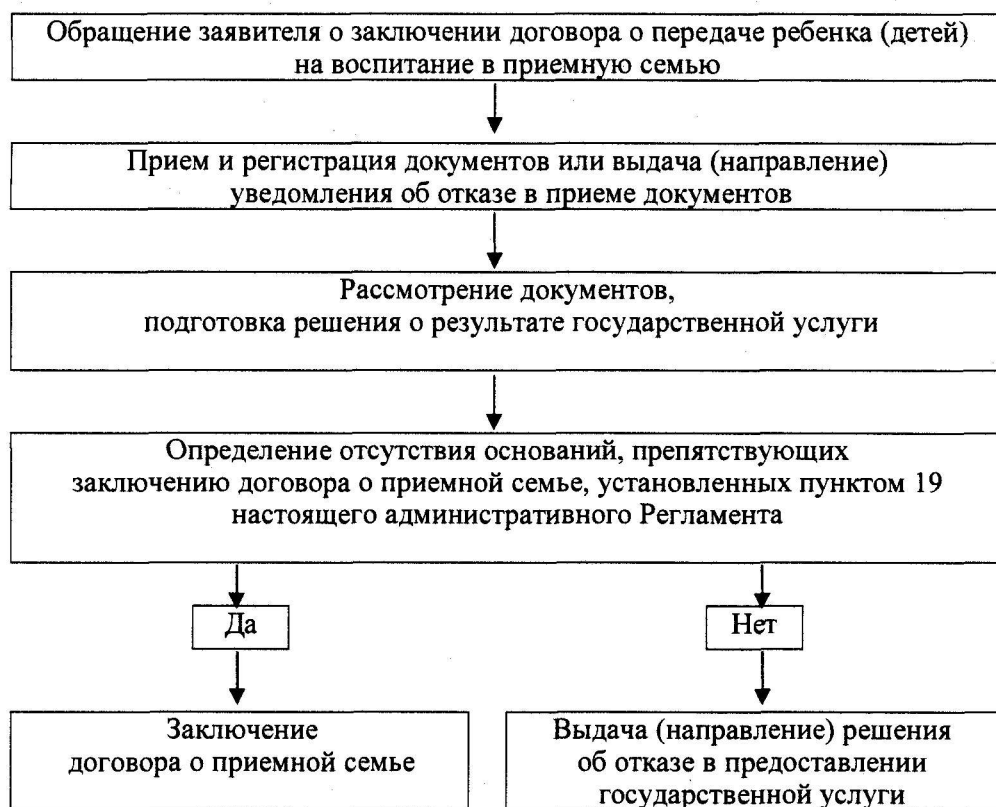 Обращение заявителя о заключении договора о передаче ребенка (детей)
на воспитание в приемную семью
Прием и регистрация документов или выдача (направление)
уведомления об отказе в приеме документов
Рассмотрение документов,
подготовка решения о результате государственной услуги
Определение отсутствия оснований, препятствующих
заключению договора о приемной семье, установленных пунктом 19
настоящего административного Регламента
Да
Нет
Заключение
договора о приемной семье
Выдача (направление) решения
об отказе в предоставлении
государственной услуги